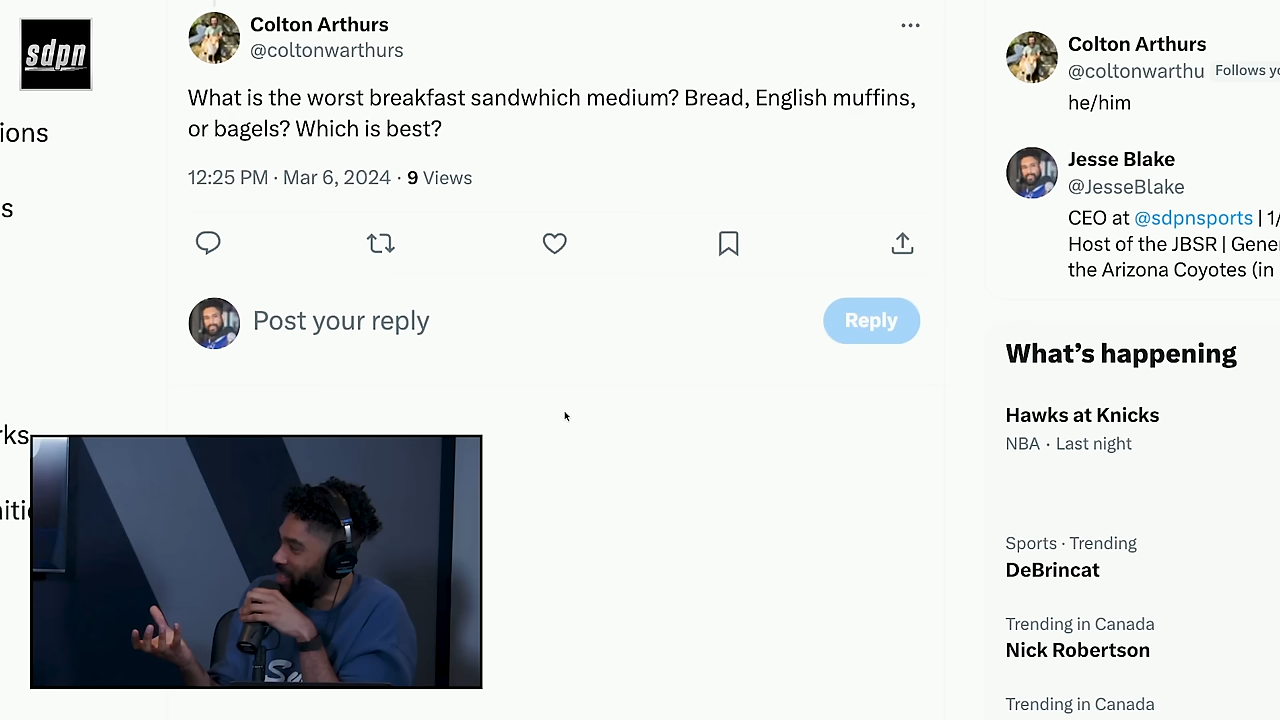 sdpn
ions
s
rks
Colton Arthurs
@coltonwarthurs
What is the worst breakfast sandwhich medium? Bread, English muffins,
or bagels? Which is best?
12:25 PM · Mar 6, 2024 · 9 Views
Post your reply
Reply
Colton Arthurs
@coltonwarthu Follows yo
he/him
Jesse Blake
@JesseBlake
CEO at @sdpnsports | 1/
Host of the JBSR | Gene
the Arizona Coyotes (in
What's happening
Hawks at Knicks
NBA · Last night
Sports · Trending
DeBrincat
Trending in Canada
Nick Robertson
Trending in Canada